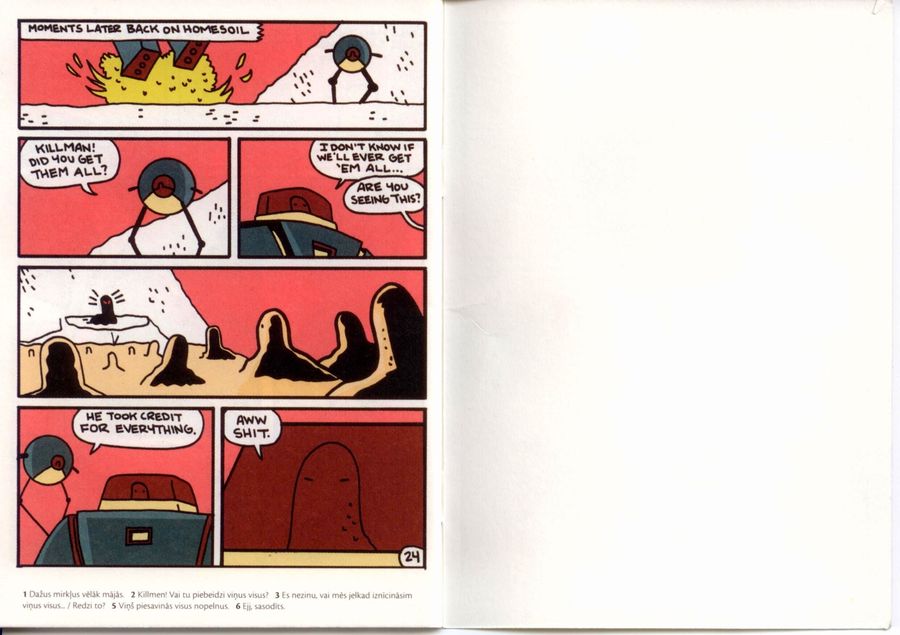 MOMENTS LATER BACK ON HOMESOIL
KILLMAN!
DID YOU GET
THEM ALL?
I DON'T KNOW IF
WE'LL EVER GET
'EM ALL...
ARE YOU
SEEING THIS?
HE TOOK CREDIT
FOR EVERYTHING.
AWW
SHIT.
24
1 Dažus mirkļus vēlāk mājās. 2 Killmen! Vai tu piebeidzi viņus visus? 3 Es nezinu, vai mēs jelkad iznīcināsim
viņus visus... / Redzi to? 5 Viņš piesavinās visus nopelnus. 6 Ejj, sasodīts.